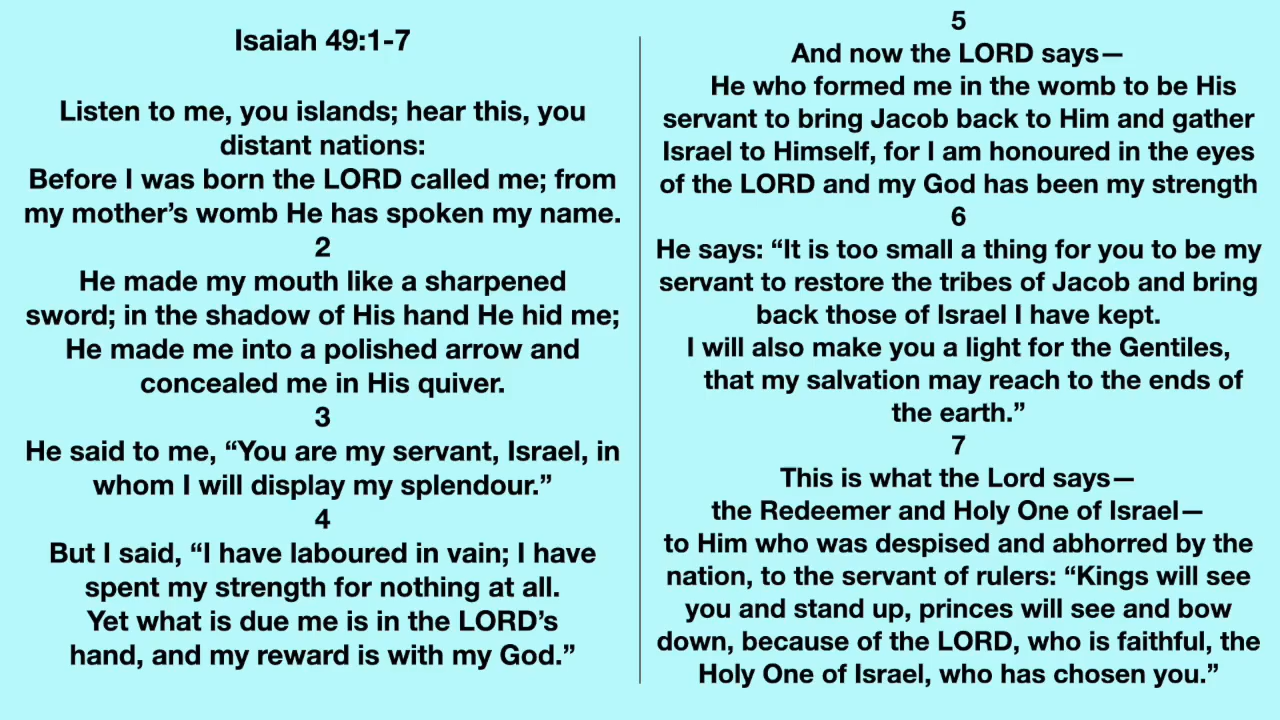 Isaiah 49:1-7
Listen to me, you islands; hear this, you
distant nations:
Before I was born the LORD called me; from
my mother’s womb He has spoken my name.
2
He made my mouth like a sharpened
sword; in the shadow of His hand He hid me;
He made me into a polished arrow and
concealed me in His quiver.
3
He said to me, “You are my servant, Israel, in
whom I will display my splendour.”
4
But I said, “I have laboured in vain; I have
spent my strength for nothing at all.
Yet what is due me is in the LORD’s
hand, and my reward is with my God.”
5
And now the LORD says—
He who formed me in the womb to be His
servant to bring Jacob back to Him and gather
Israel to Himself, for I am honoured in the eyes
of the LORD and my God has been my strength
6
He says: “It is too small a thing for you to be my
servant to restore the tribes of Jacob and bring
back those of Israel I have kept.
I will also make you a light for the Gentiles,
that my salvation may reach to the ends of
the earth.”
7
This is what the Lord says—
the Redeemer and Holy One of Israel—
to Him who was despised and abhorred by the
nation, to the servant of rulers: “Kings will see
you and stand up, princes will see and bow
down, because of the LORD, who is faithful, the
Holy One of Israel, who has chosen you.”